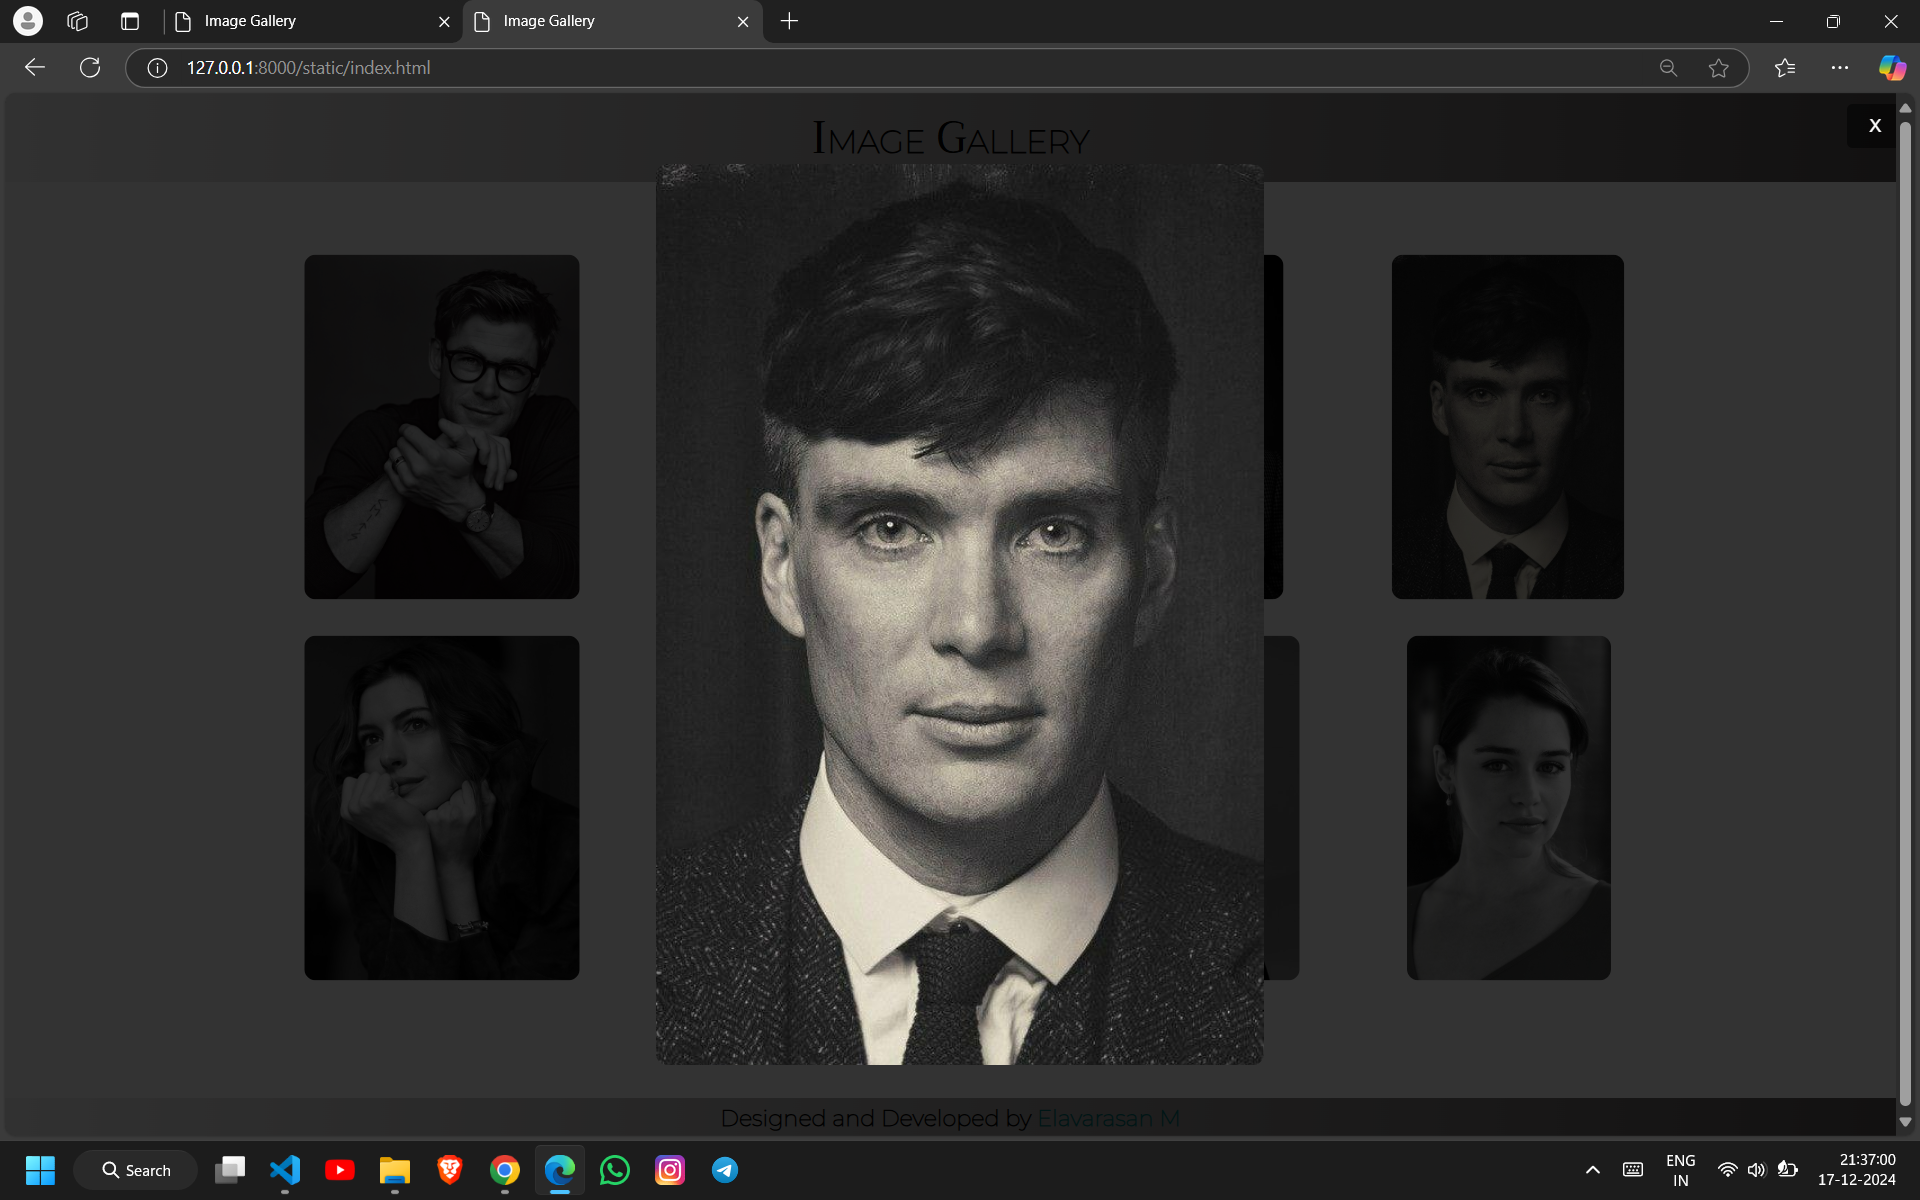 Image Gallery
Image Gallery
127.0.0.1:8000/static/index.html
IMAGE GALLERY
X
Designed and Developed by Elavarasan M
Search
ENG
IN
21:37:00
17-12-2024